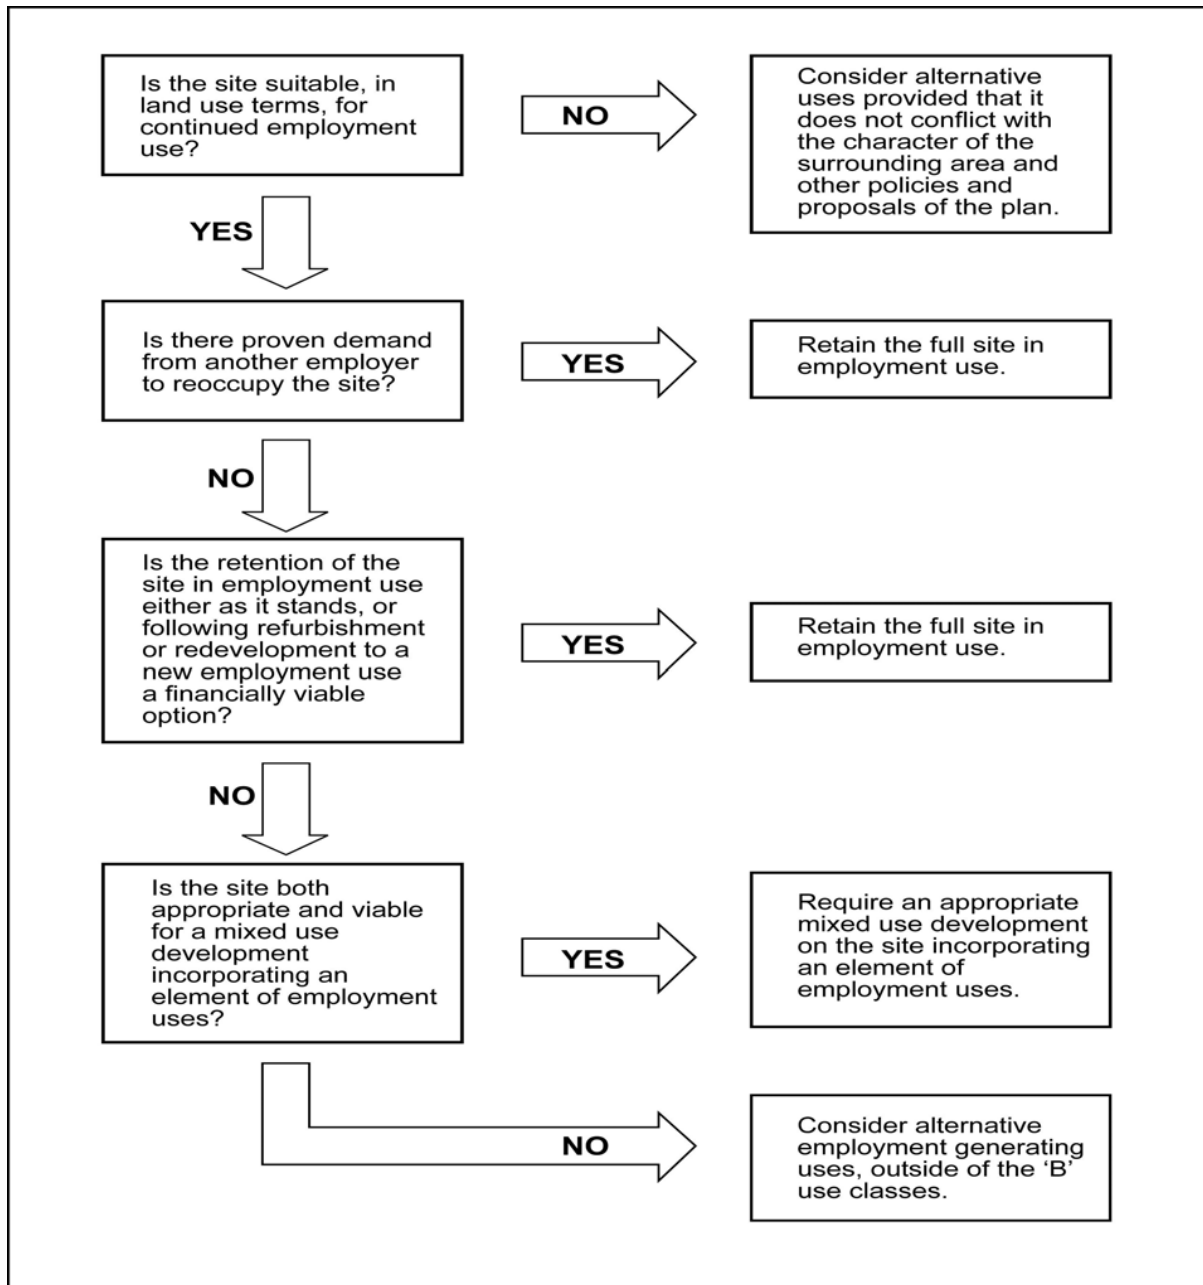 Is the site suitable, in
land use terms, for
continued employment
use?
NO
Consider alternative
uses provided that it
does not conflict with
the character of the
surrounding area and
other policies and
proposals of the plan.
YES
Is there proven demand
from another employer
to reoccupy the site?
YES
Retain the full site in
employment use.
NO
Is the retention of the
site in employment use
either as it stands, or
following refurbishment
or redevelopment to a
new employment use
a financially viable
option?
YES
Retain the full site in
employment use.
NO
Is the site both
appropriate and viable
for a mixed use
development
incorporating an
element of employment
uses?
YES
Require an appropriate
mixed use development
on the site incorporating
an element of
employment uses.
NO
Consider alternative
employment generating
uses, outside of the ‘B’
use classes.